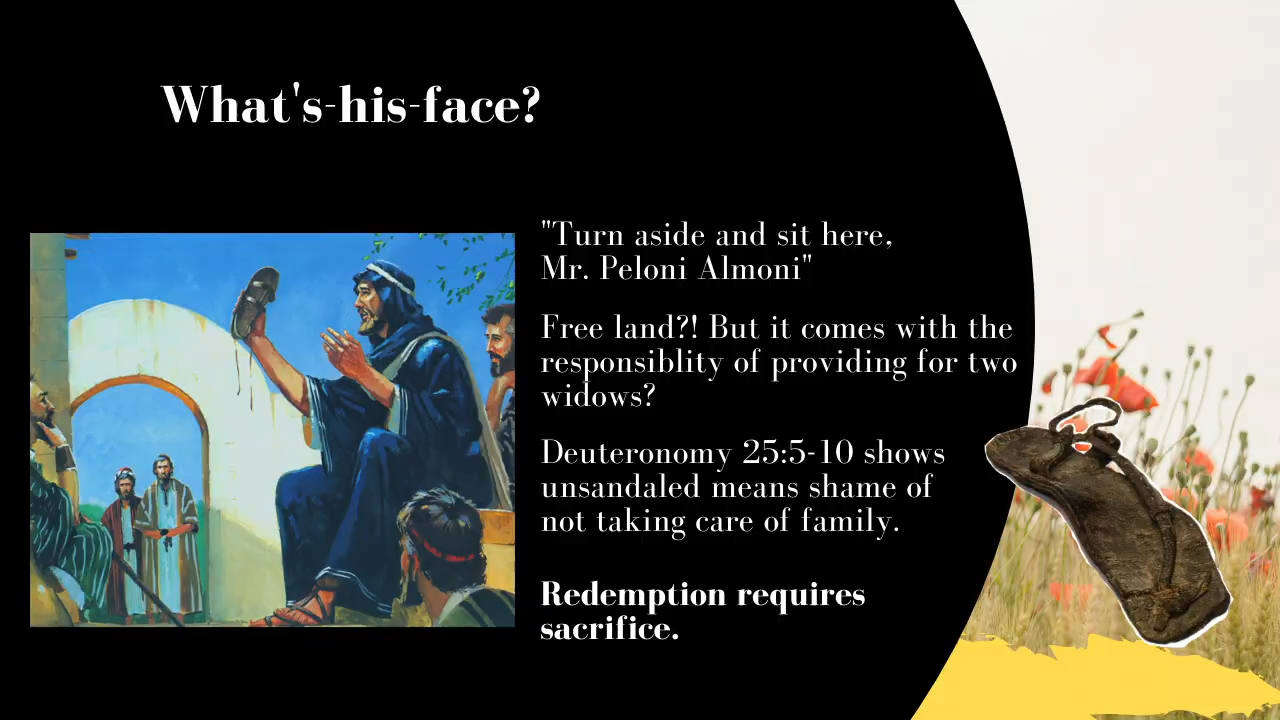 What's-his-face?
"Turn aside and sit here,
Mr. Peloni Almoni"
Free land?! But it comes with the
responsiblity of providing for two
widows?
Deuteronomy 25:5-10 shows
unsandaled means shame of
not taking care of family.
Redemption requires
sacrifice.